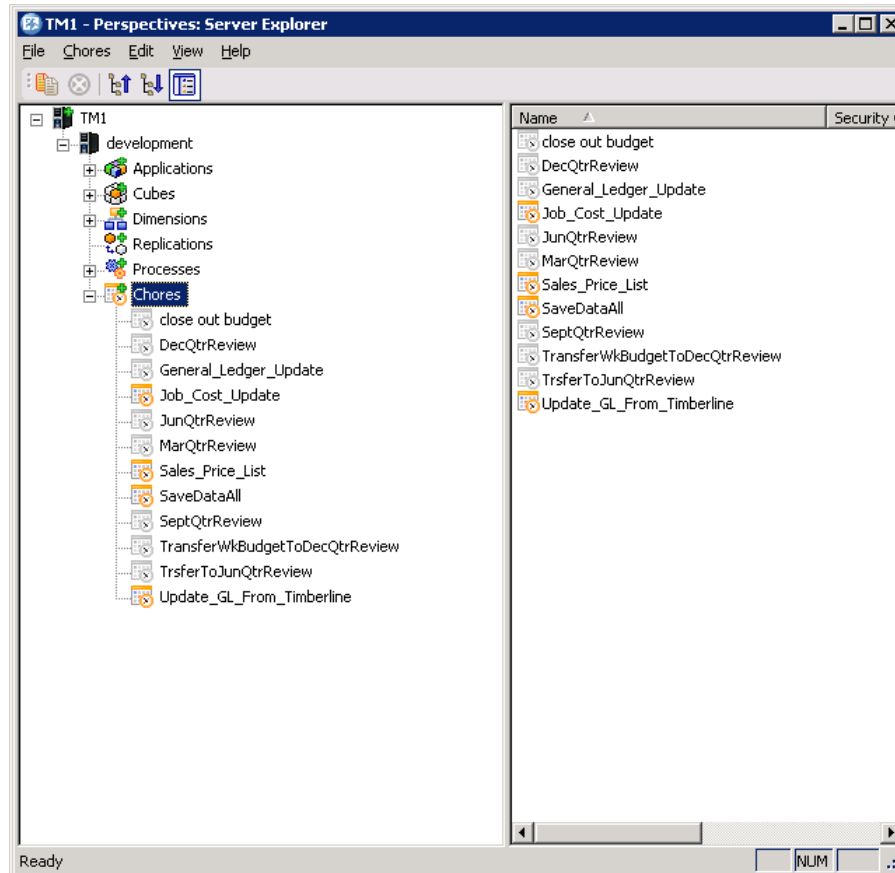 TM1 - Perspectives: Server Explorer
File Chores Edit View Help
TM1
development
Applications
Cubes
Dimensions
Replications
Processes
Chores
close out budget
DecQtrReview
General_Ledger_Update
Job_Cost_Update
JunQtrReview
MarQtrReview
Sales_Price_List
SaveDataAll
SeptQtrReview
TransferWkBudgetToDecQtrReview
TrsferToJunQtrReview
Update_GL_From_Timberline
Name Security
close out budget
DecQtrReview
General_Ledger_Update
Job_Cost_Update
JunQtrReview
MarQtrReview
Sales_Price_List
SaveDataAll
SeptQtrReview
TransferWkBudgetToDecQtrReview
TrsferToJunQtrReview
Update_GL_From_Timberline
Ready NUM